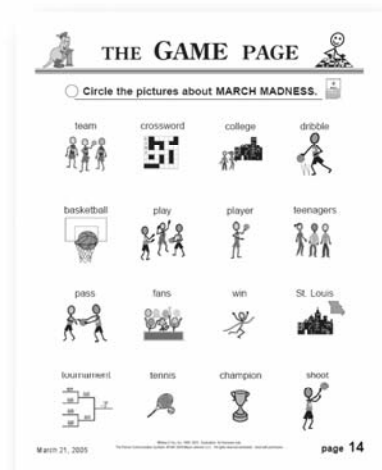 THE GAME PAGE
Circle the pictures about MARCH MADNESS.
team crossword college dribble
basketball play player teenagers
pass fans win St. Louis
tournament tennis champion shoot
March 21, 2005
page 14